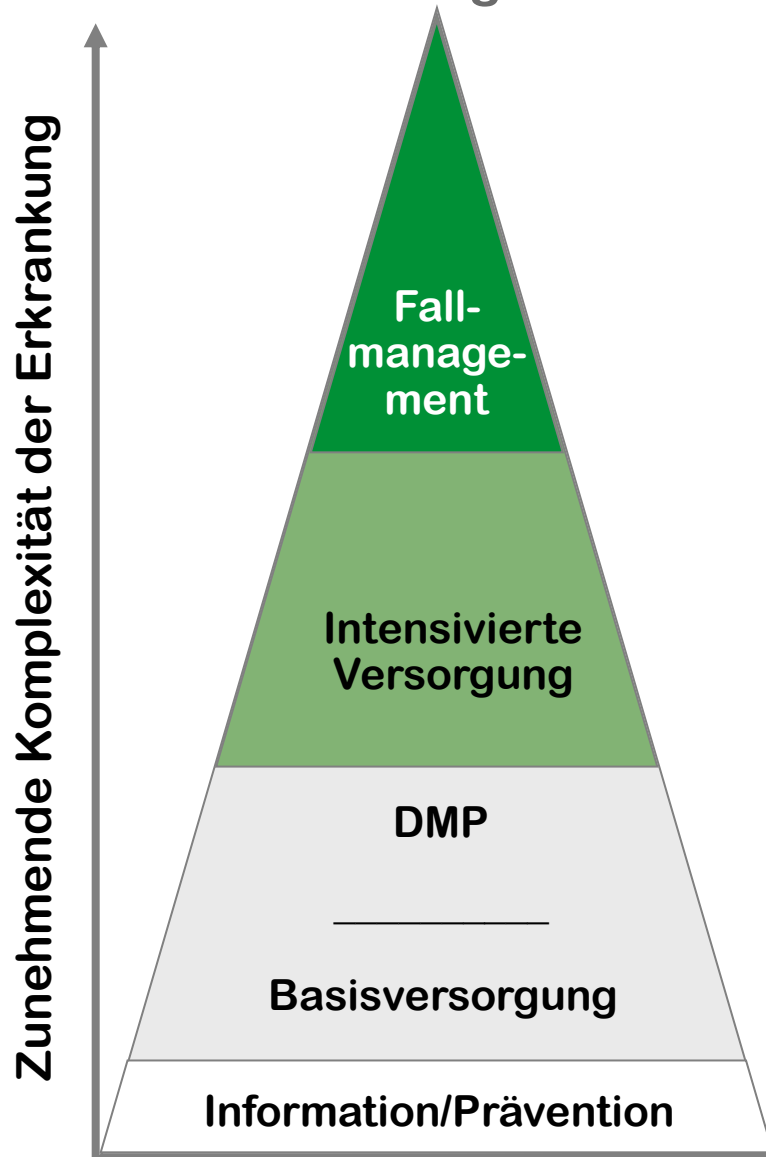 Zunehmende Komplexität der Erkrankung
Fall-
manage-
ment
Intensivierte
Versorgung
DMP
Basisversorgung
Information/Prävention